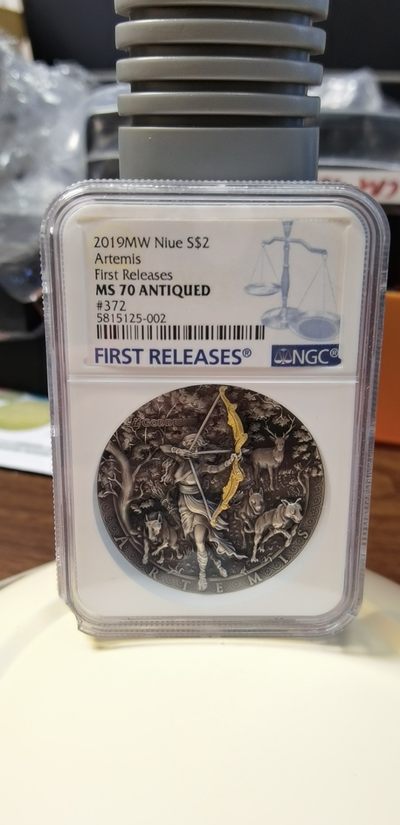 2019MW Niue S$2
Artemis
First Releases
MS 70 ANTIQUED
#372
5815125-002
FIRST RELEASES®
NGC®
ARTEMIS